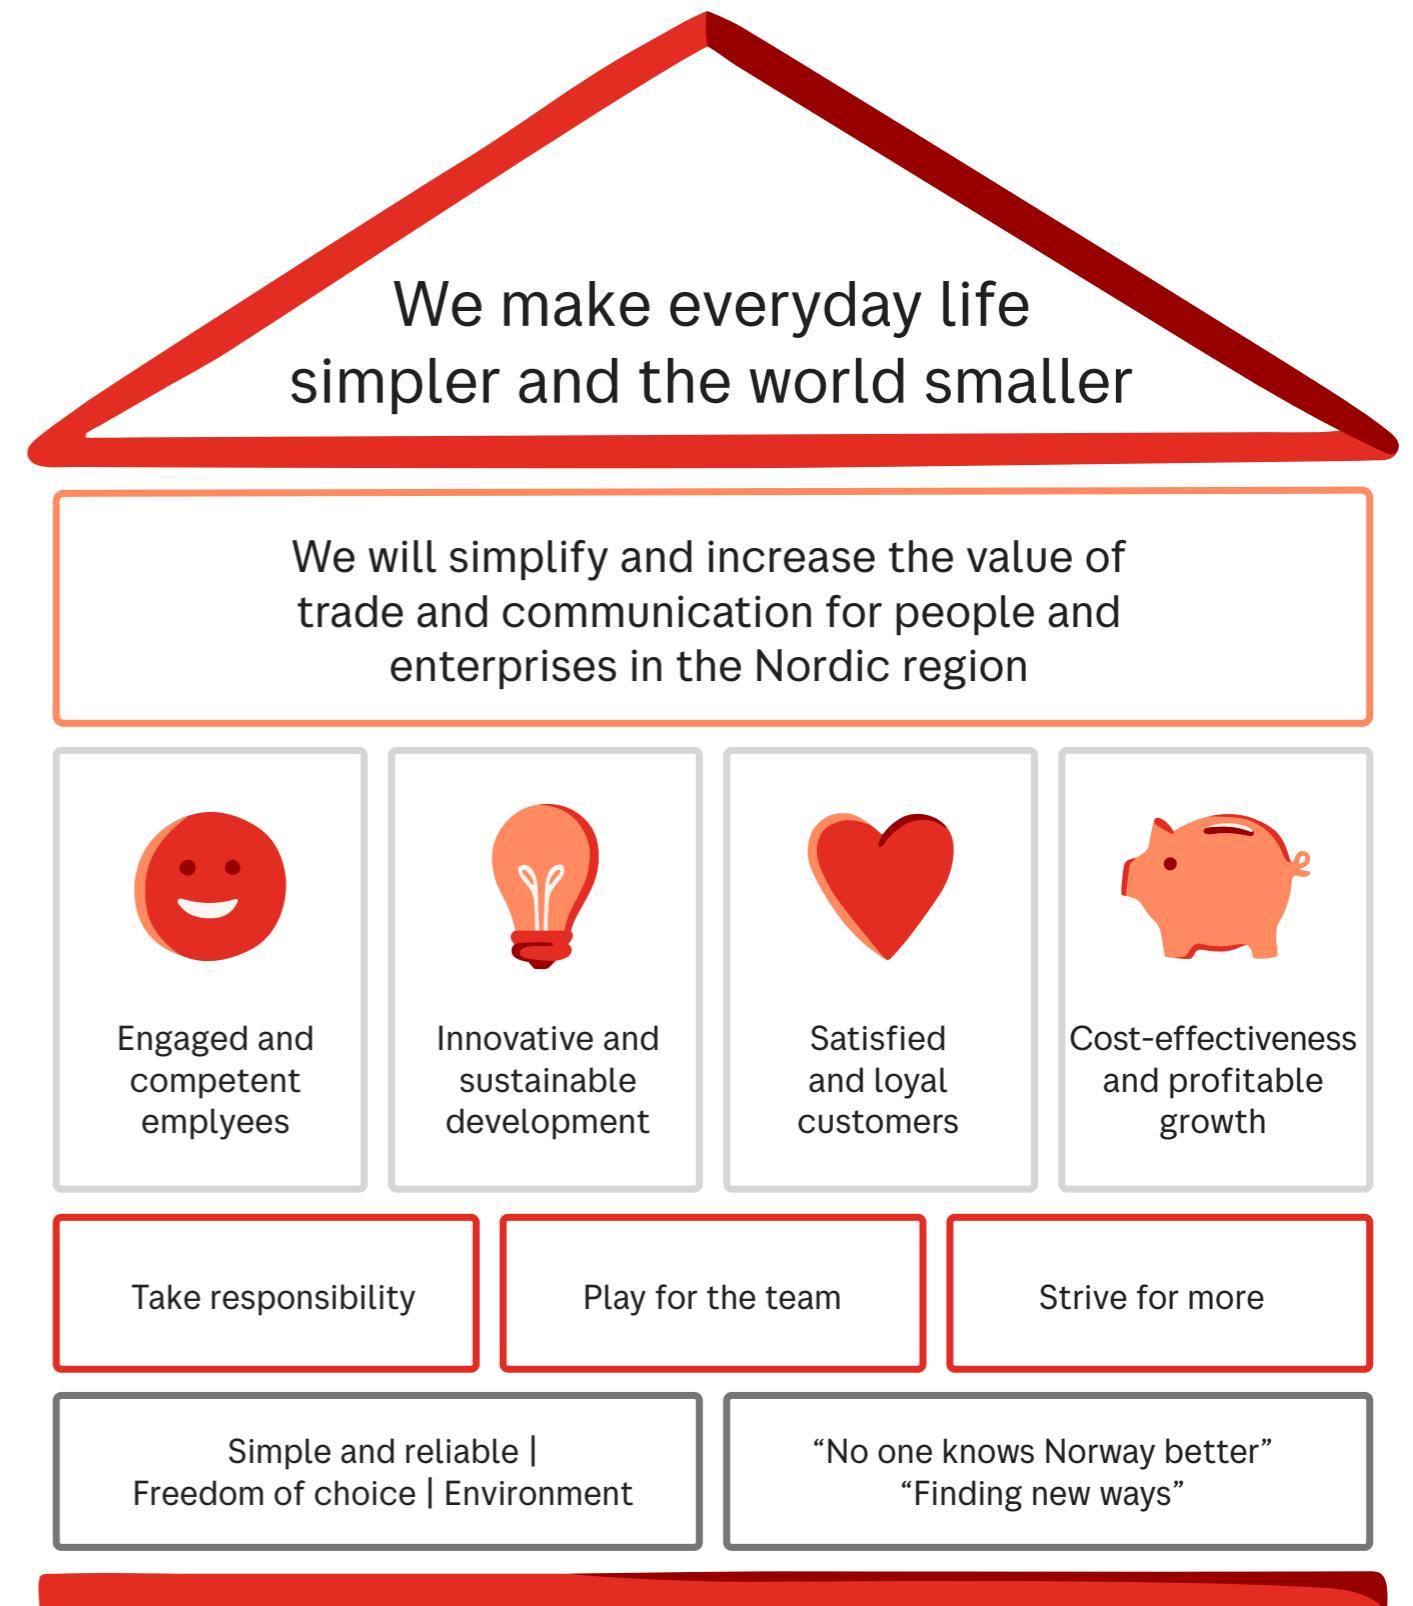 We make everyday life
simpler and the world smaller
We will simplify and increase the value of
trade and communication for people and
enterprises in the Nordic region
Engaged and
competent
emplyees
Innovative and
sustainable
development
Satisfied
and loyal
customers
Cost-effectiveness
and profitable
growth
Take responsibility
Play for the team
Strive for more
Simple and reliable |
Freedom of choice | Environment
“No one knows Norway better”
“Finding new ways”